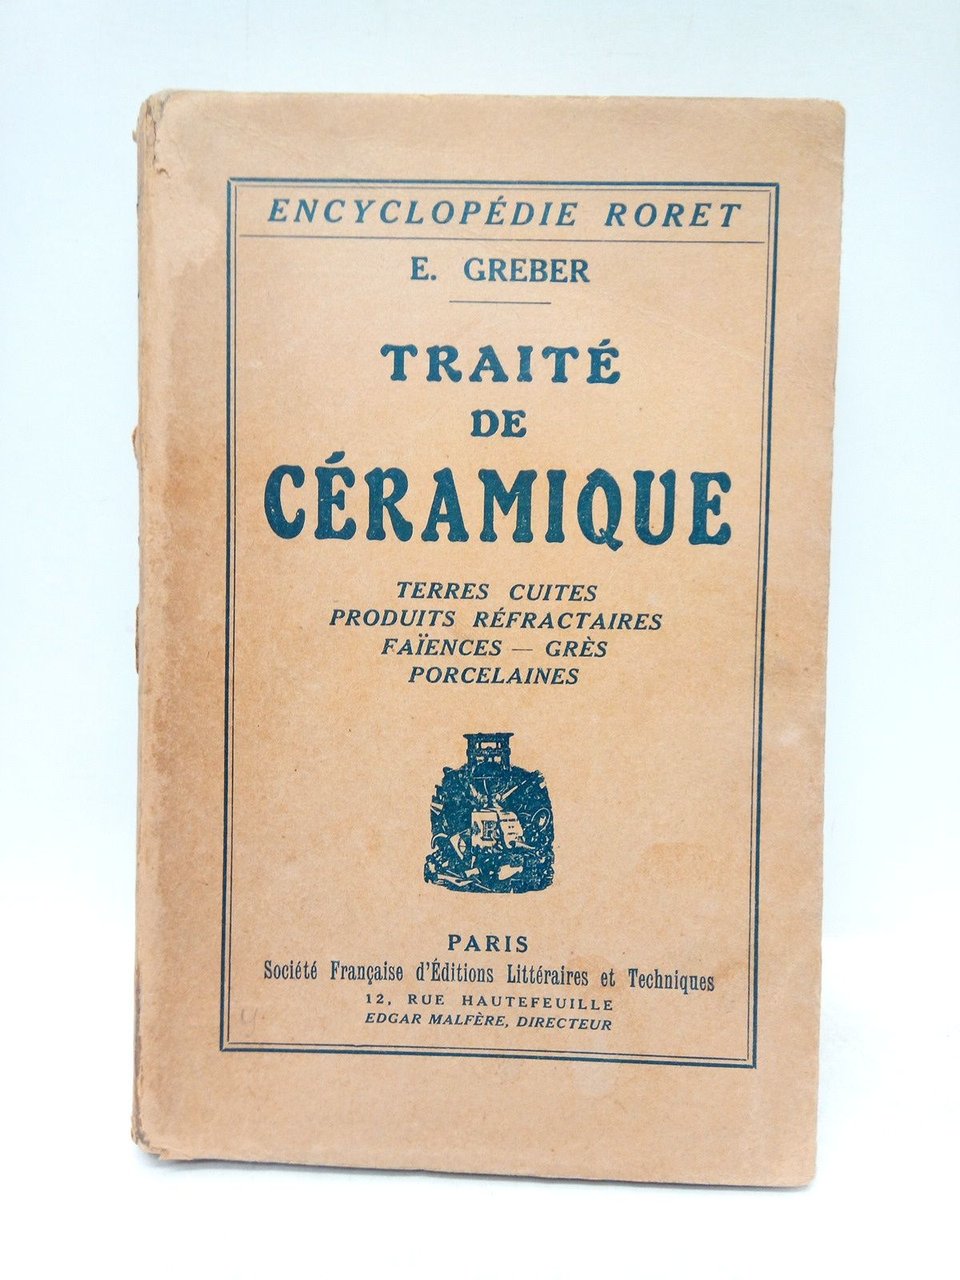 ENCYCLOPÉDIE RORET
E. GREBER
TRAITÉ
DE
CÉRAMIQUE
TERRES CUITES
PRODUITS RÉFRACTAIRES
FAÏENCES — GRÈS
PORCELAINES
PARIS
Société Française d'Éditions Littéraires et Techniques
12, RUE HAUTEFEUILLE
EDGAR MALFÈRE, DIRECTEUR